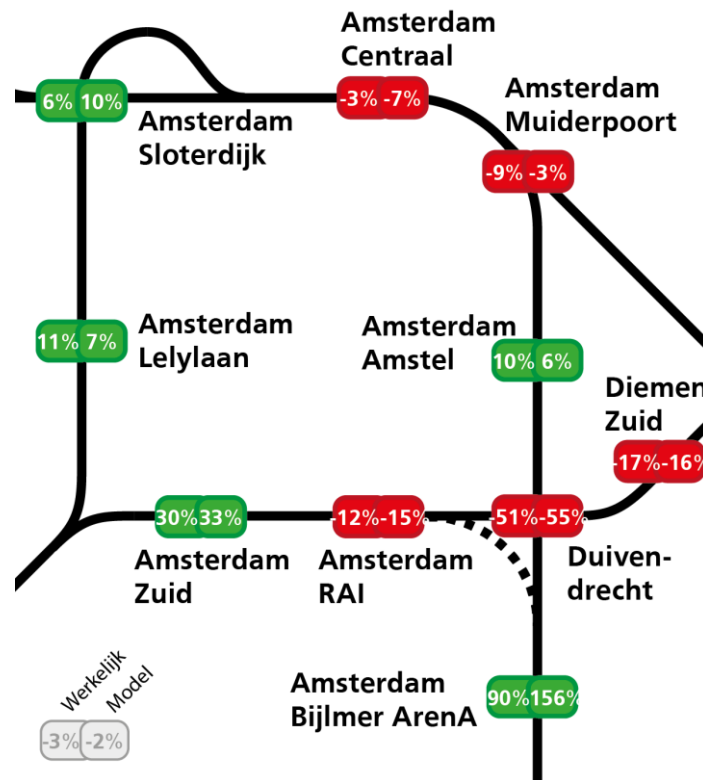 Amsterdam
Centraal
6% 10%
-3% -7%
Amsterdam
Sloterdijk
Amsterdam
Muiderpoort
-9% -3%
11% 7%
Amsterdam
Lelylaan
Amsterdam
Amstel
10% 6%
Diemen
Zuid
-17% -16%
30% 33%
-12% -15%
-51% -55%
Amsterdam
Zuid
Amsterdam
RAI
Duiven-
drecht
Amsterdam
Bijlmer ArenA
90% 156%
Werkelijk
Model
-3% -2%